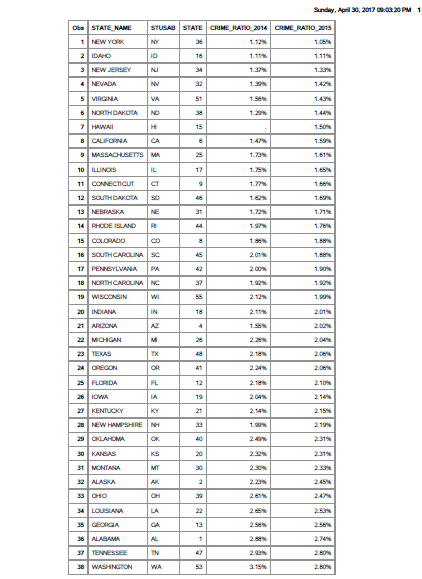 Sunday, April 30, 2017 09:03:20 PM 1
Obs STATE_NAME STUSAB STATE CRIME_RATIO_2014 CRIME_RATIO_2015
1 NEW YORK NY 36 1.12% 1.05%
2 IDAHO ID 16 1.11% 1.11%
3 NEW JERSEY NJ 34 1.37% 1.33%
4 NEVADA NV 32 1.39% 1.42%
5 VIRGINIA VA 51 1.56% 1.43%
6 NORTH DAKOTA ND 38 1.29% 1.44%
7 HAWAII HI 15 . 1.50%
8 CALIFORNIA CA 6 1.47% 1.59%
9 MASSACHUSETTS MA 25 1.73% 1.61%
10 ILLINOIS IL 17 1.75% 1.65%
11 CONNECTICUT CT 9 1.77% 1.66%
12 SOUTH DAKOTA SD 46 1.62% 1.69%
13 NEBRASKA NE 31 1.72% 1.71%
14 RHODE ISLAND RI 44 1.97% 1.76%
15 COLORADO CO 8 1.86% 1.88%
16 SOUTH CAROLINA SC 45 2.01% 1.88%
17 PENNSYLVANIA PA 42 2.00% 1.90%
18 NORTH CAROLINA NC 37 1.92% 1.92%
19 WISCONSIN WI 55 2.12% 1.99%
20 INDIANA IN 18 2.11% 2.01%
21 ARIZONA AZ 4 1.55% 2.02%
22 MICHIGAN MI 26 2.26% 2.04%
23 TEXAS TX 48 2.18% 2.06%
24 OREGON OR 41 2.24% 2.06%
25 FLORIDA FL 12 2.18% 2.10%
26 IOWA IA 19 2.04% 2.14%
27 KENTUCKY KY 21 2.14% 2.15%
28 NEW HAMPSHIRE NH 33 1.99% 2.19%
29 OKLAHOMA OK 40 2.49% 2.31%
30 KANSAS KS 20 2.32% 2.31%
31 MONTANA MT 30 2.30% 2.33%
32 ALASKA AK 2 2.23% 2.45%
33 OHIO OH 39 2.61% 2.47%
34 LOUISIANA LA 22 2.65% 2.53%
35 GEORGIA GA 13 2.56% 2.56%
36 ALABAMA AL 1 2.88% 2.74%
37 TENNESSEE TN 47 2.93% 2.80%
38 WASHINGTON WA 53 3.15% 2.80%